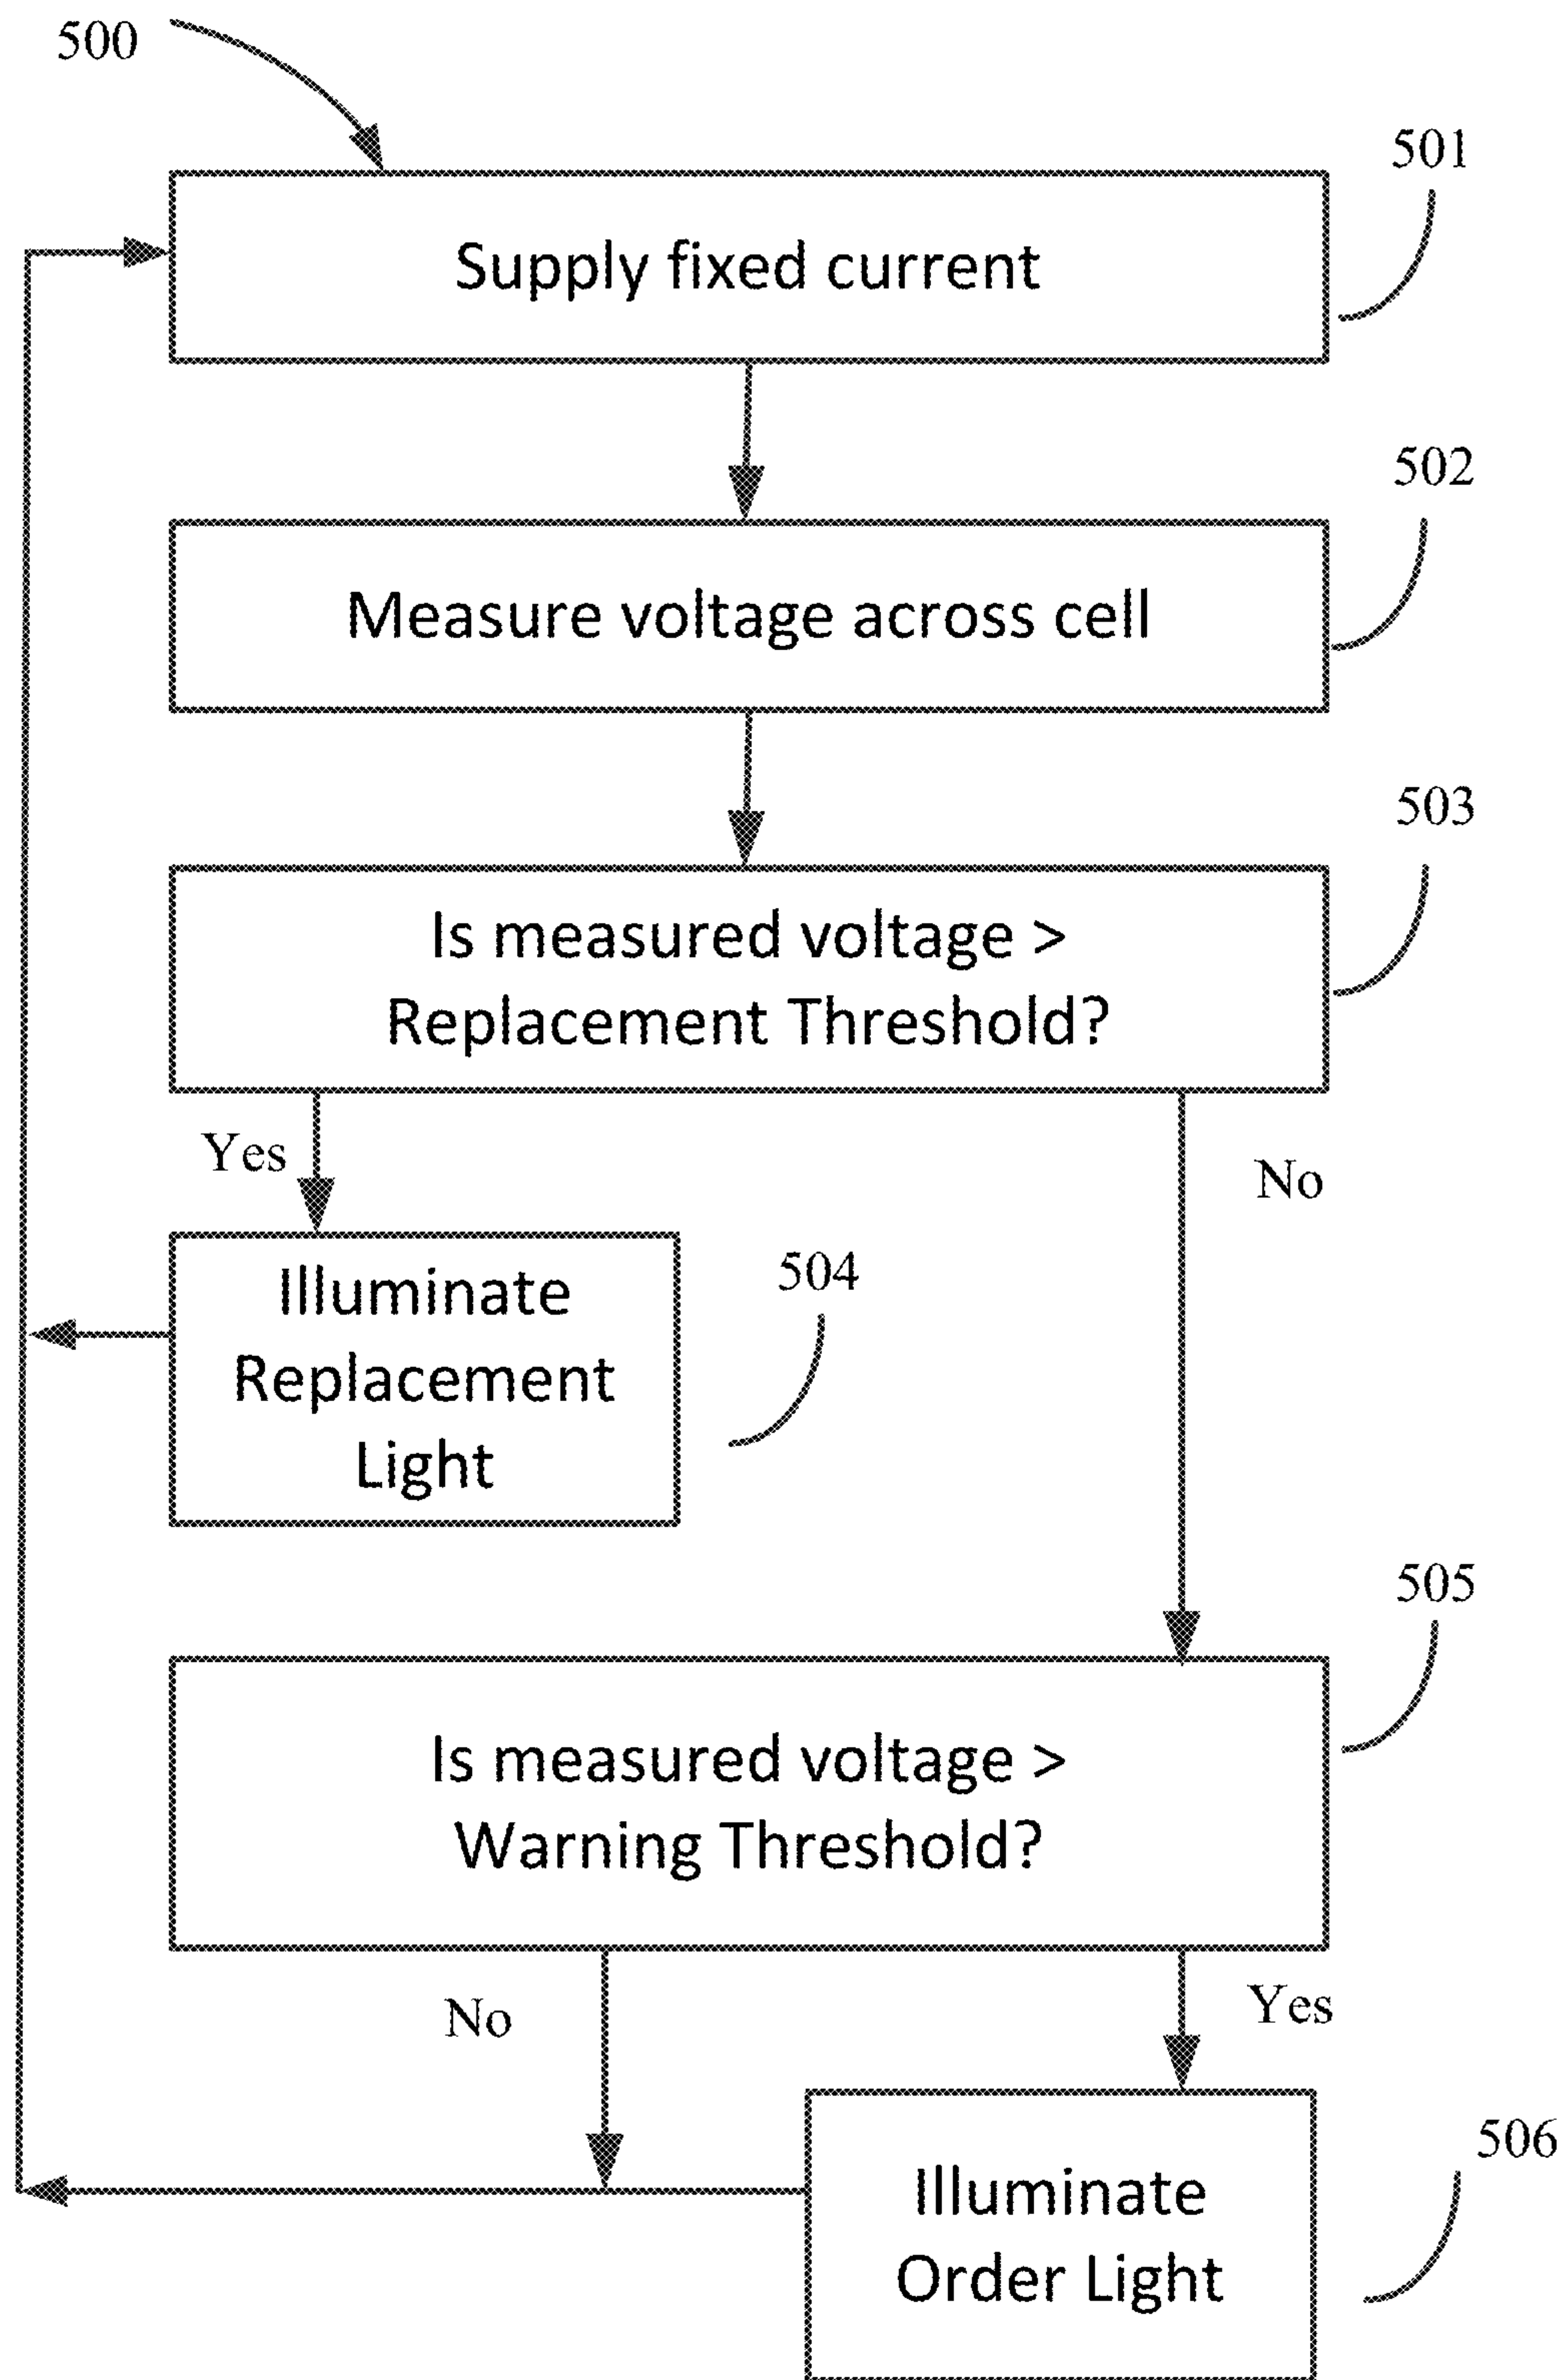 500
501
Supply fixed current
502
Measure voltage across cell
503
Is measured voltage >
Replacement Threshold?
Yes
No
504
Illuminate
Replacement
Light
505
Is measured voltage >
Warning Threshold?
No
Yes
506
Illuminate
Order Light